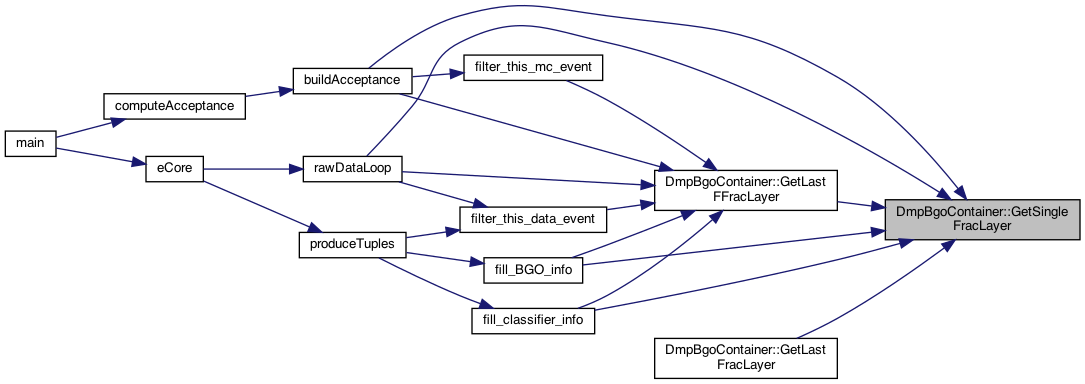 main
computeAcceptance
eCore
buildAcceptance
rawDataLoop
produceTuples
filter_this_mc_event
filter_this_data_event
fill_BGO_info
fill_classifier_info
DmpBgoContainer::GetLast
FFracLayer
DmpBgoContainer::GetLast
FracLayer
DmpBgoContainer::GetSingle
FracLayer